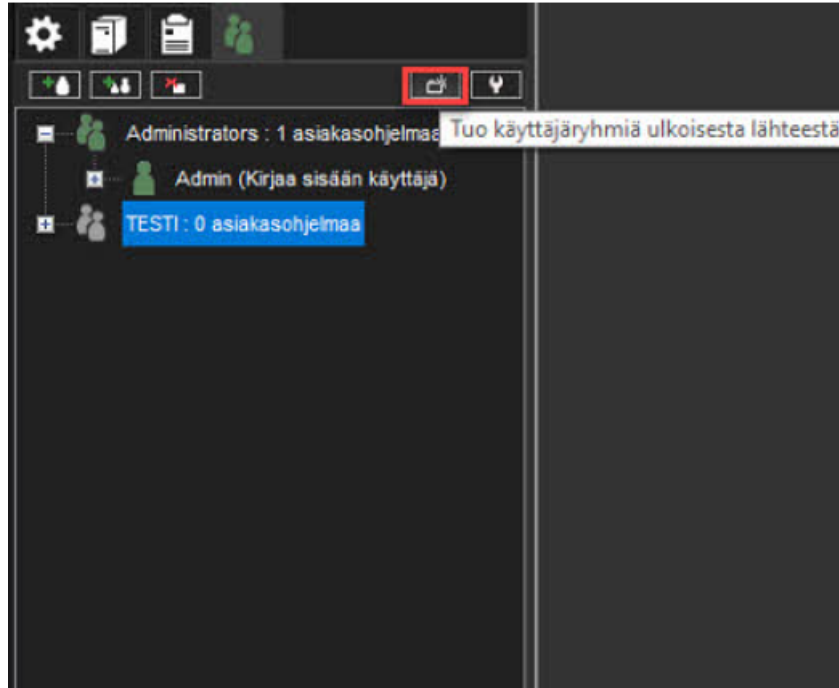 Administrators : 1 asiakasohjelmaa
Tuo käyttäjäryhmiä ulkoisesta lähteestä
Admin (Kirjaa sisään käyttäjä)
TESTI : 0 asiakasohjelmaa